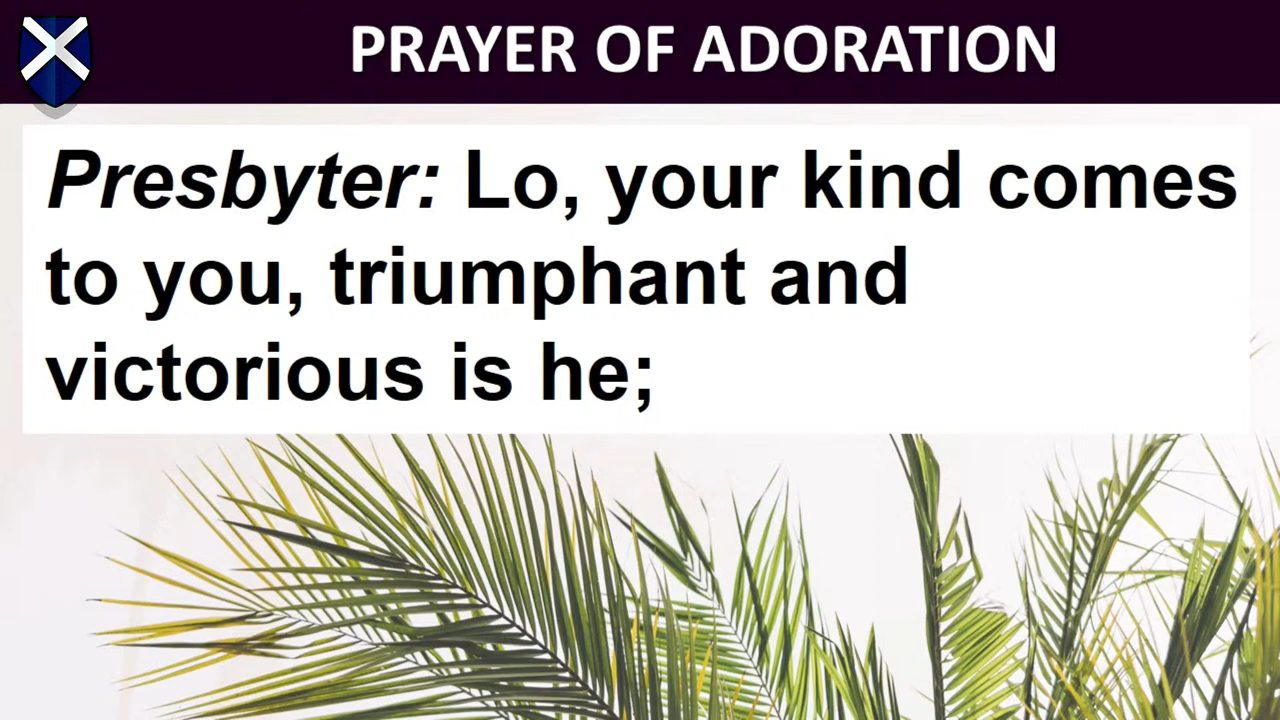 PRAYER OF ADORATION
Presbyter: Lo, your kind comes
to you, triumphant and
victorious is he;